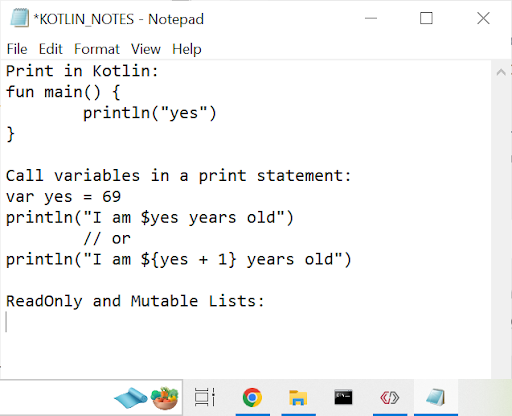 *KOTLIN_NOTES - Notepad
File Edit Format View Help
Print in Kotlin:
fun main() {
        println("yes")
}

Call variables in a print statement:
var yes = 69
println("I am $yes years old")
        // or
println("I am ${yes + 1} years old")

ReadOnly and Mutable Lists: